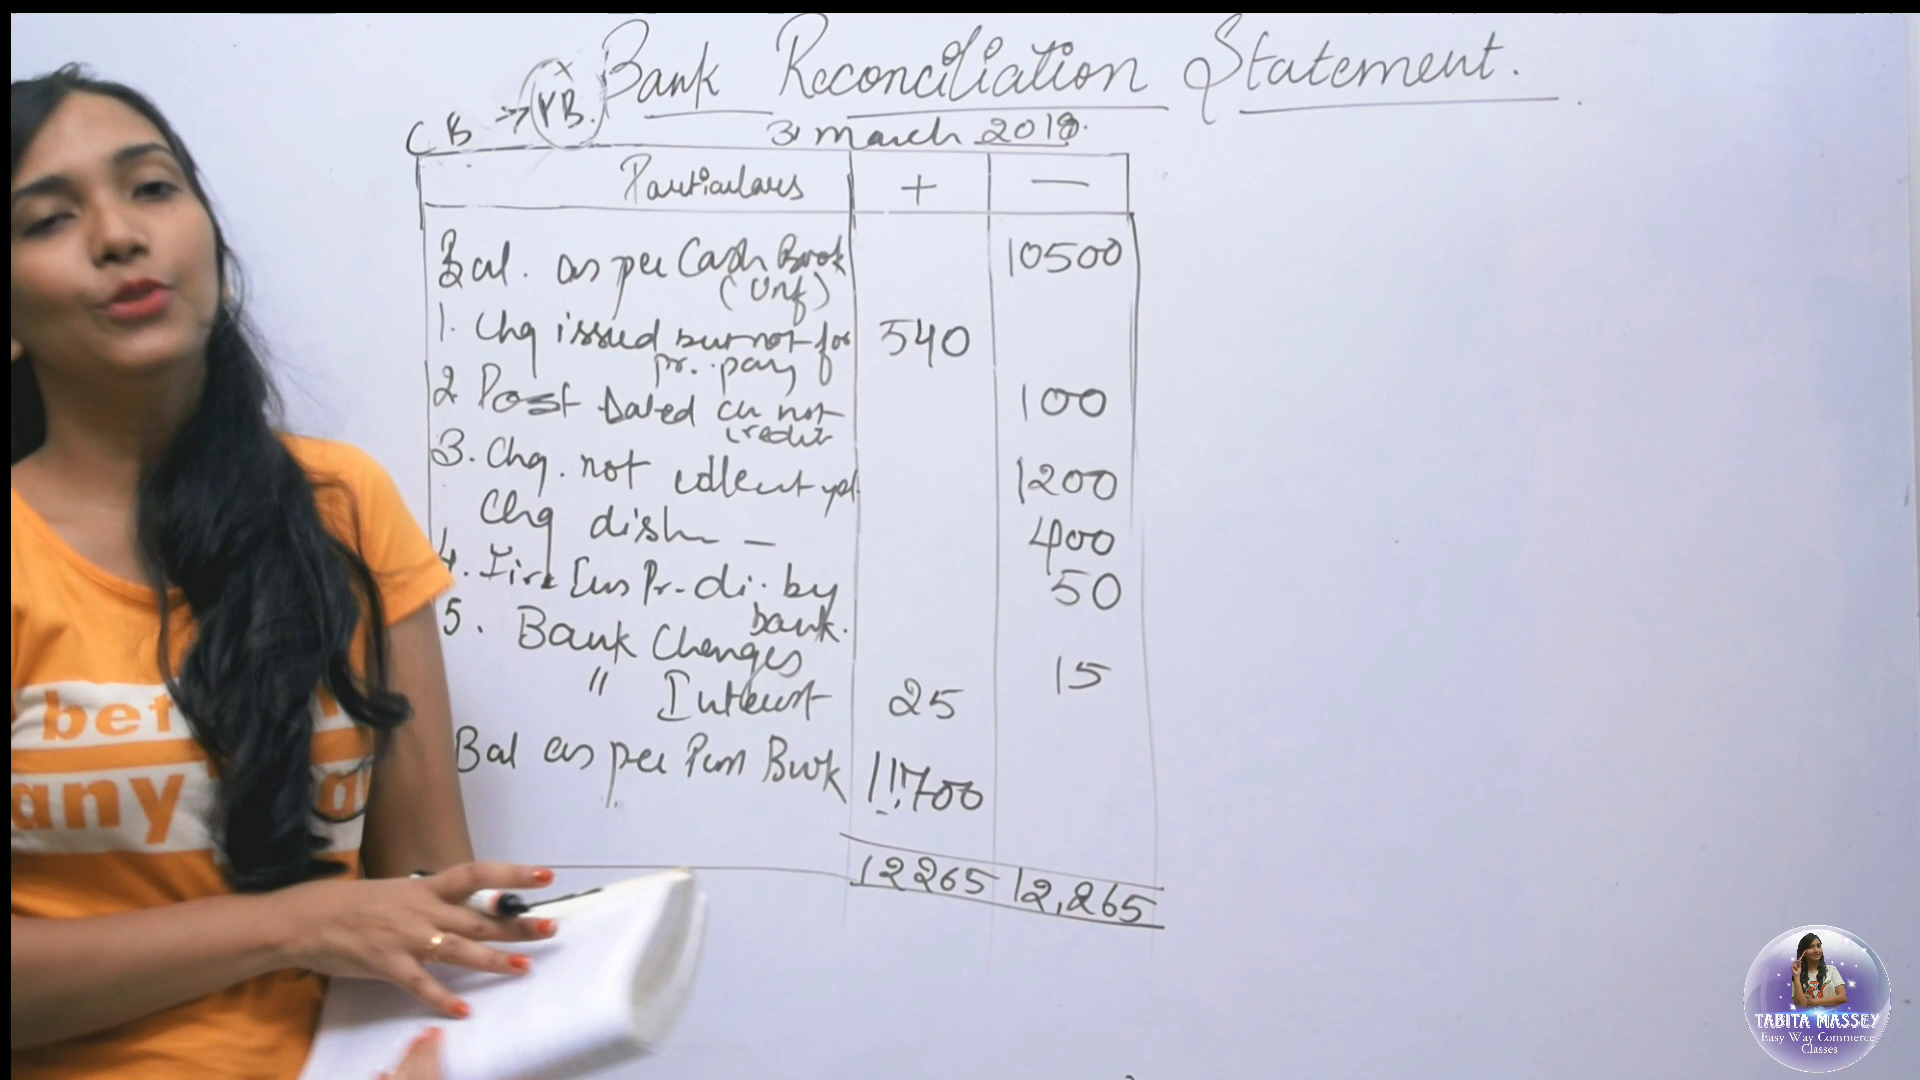 Bank Reconciliation Statement.
CB → PB.
31 March 2018.
Particulars + −
Bal. as per Cash Book 10500
(Unf)
1. Chq issued but not for 540
pr. pay
2 Post Dated ch not 100
credit
3. Chq. not collect yet 1200
Chq dish — 400
4. Fire Ins Pr. di. by 50
bank.
5. Bank Charges 15
" Interest 25
Bal as per Pass Book 11,700
12265 12,265
bet
any a
TABITA MASSEY
Easy Way Commerce
Classes